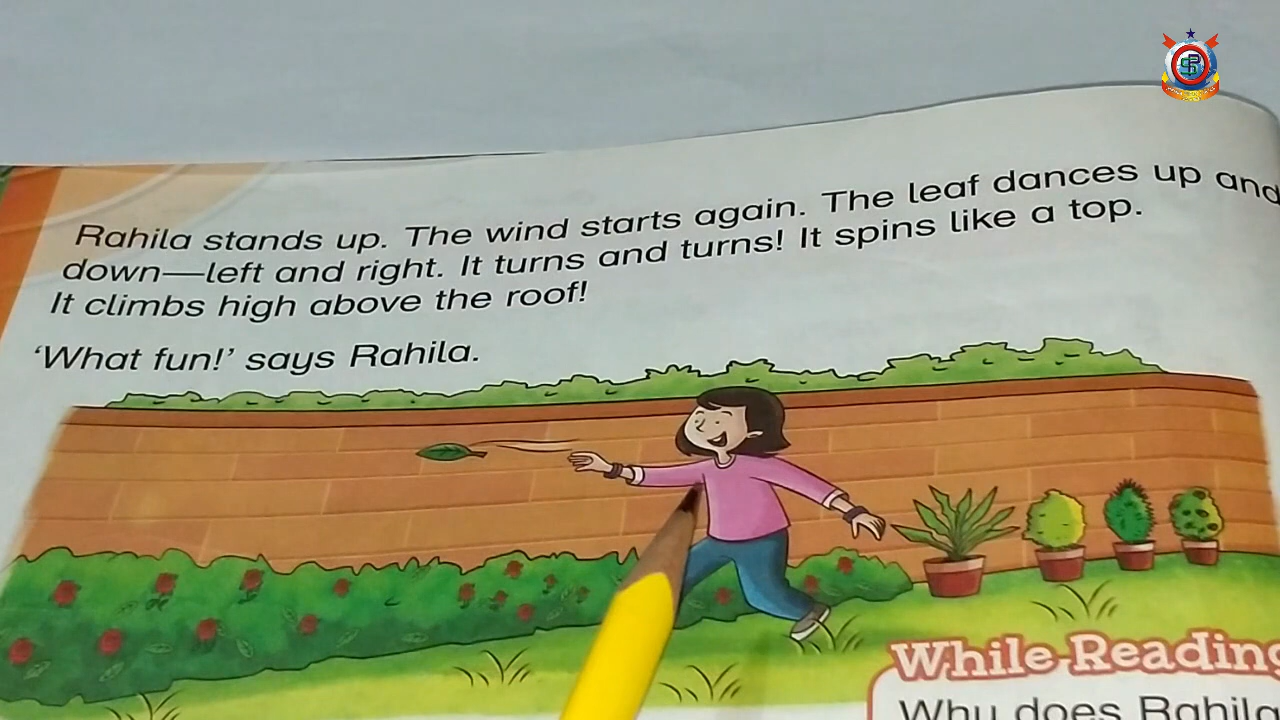 Rahila stands up. The wind starts again. The leaf dances up and
down—left and right. It turns and turns! It spins like a top.
It climbs high above the roof!
‘What fun!’ says Rahila.
While-Reading
Why does Rahila